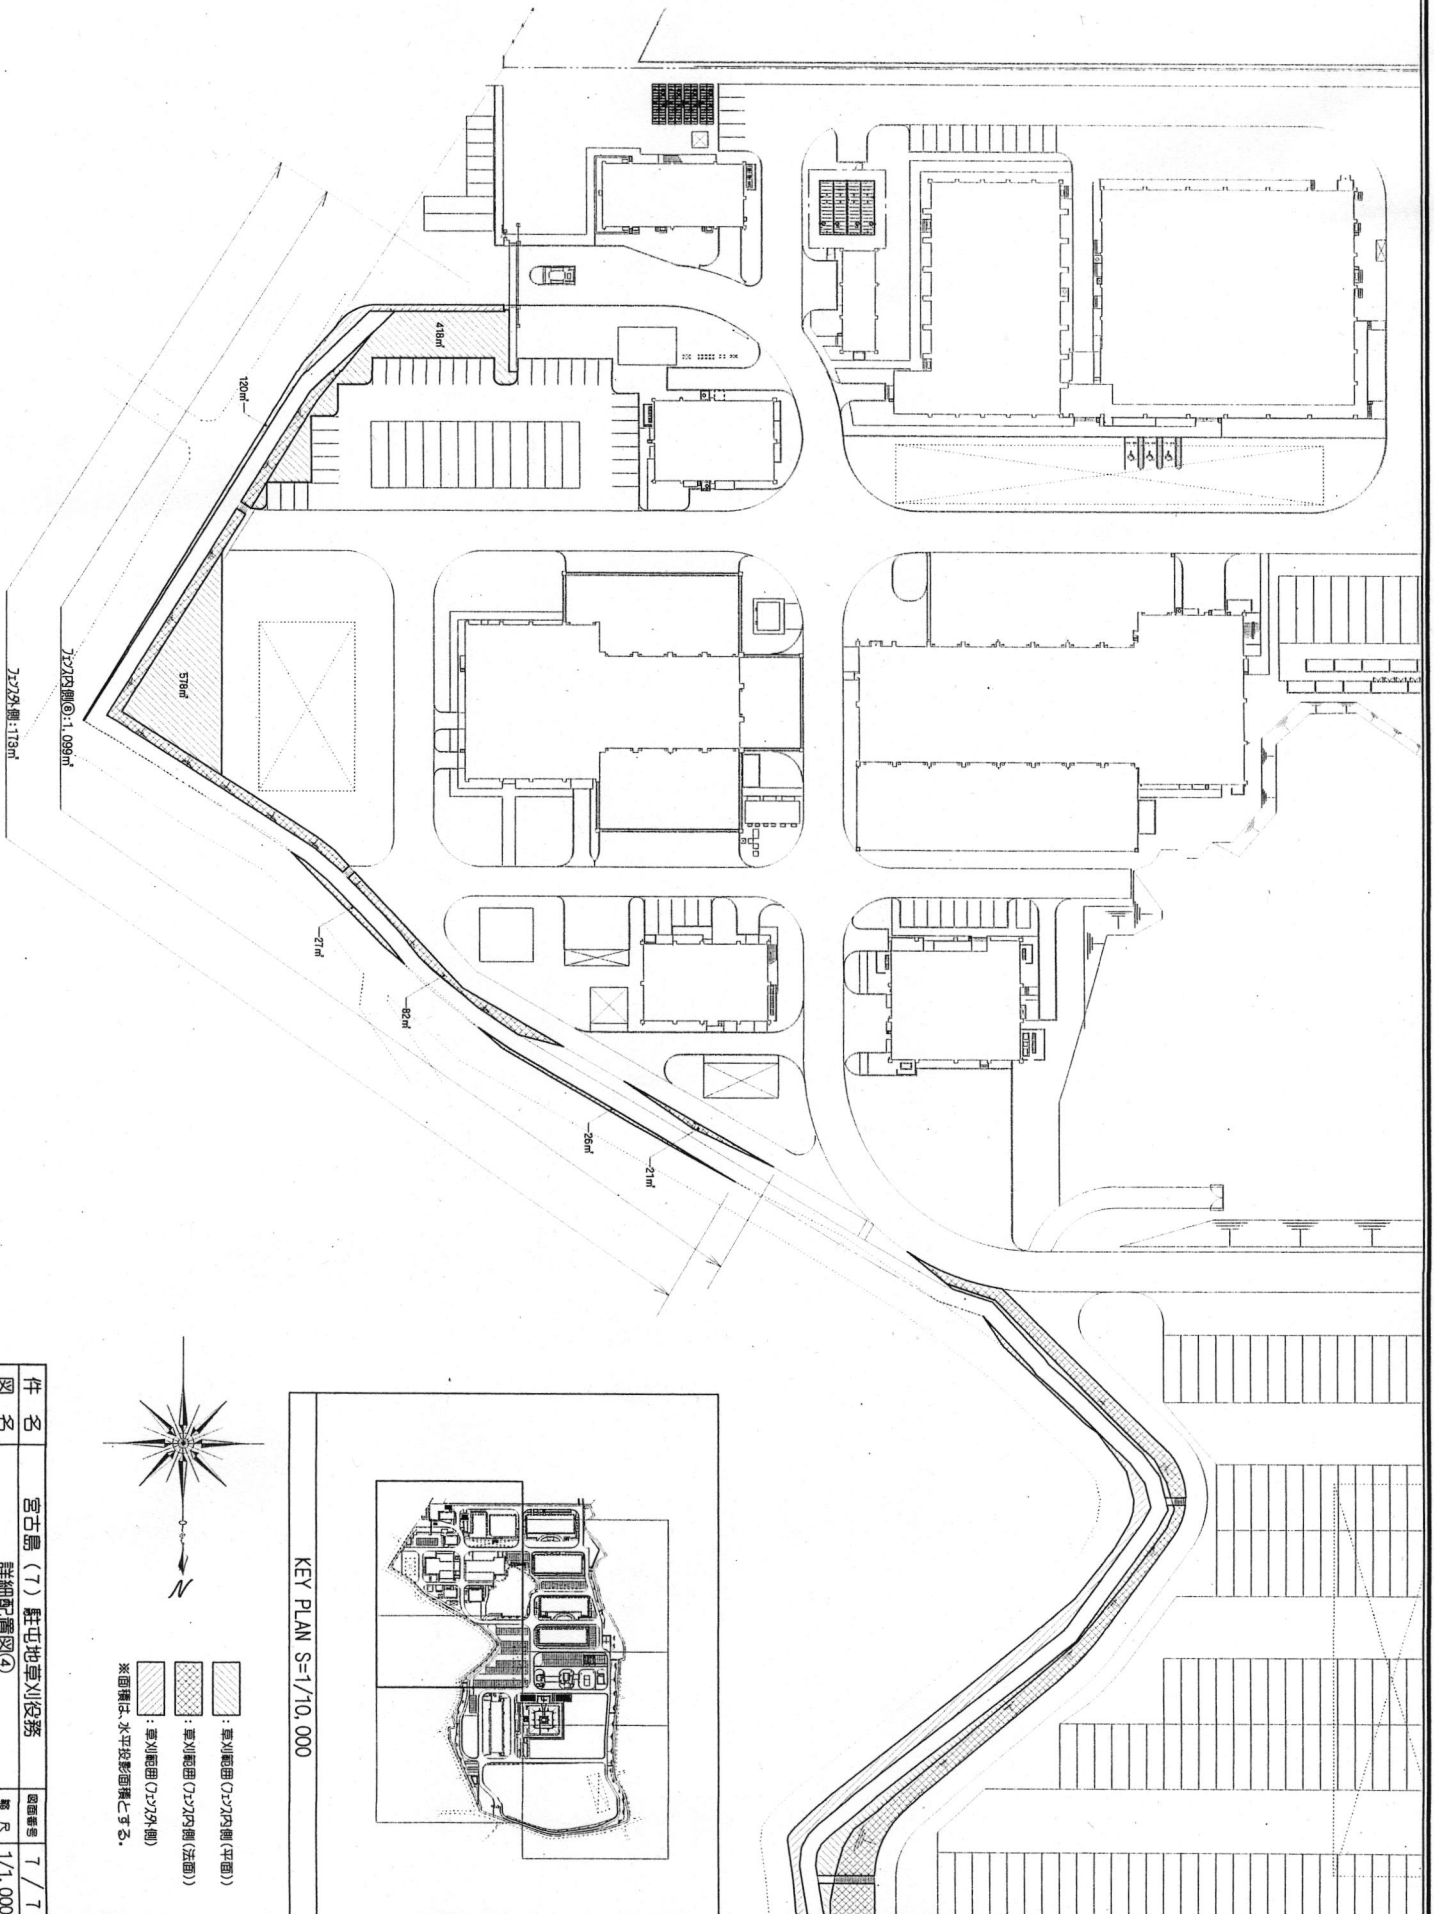 418㎡
120㎡
578㎡
フェンス内側⑧:1,099㎡
フェンス外側:173㎡
27㎡
82㎡
26㎡
21㎡
N
KEY PLAN S=1/10,000
:草刈範囲(フェンス内側(平面))
:草刈範囲(フェンス内側(法面))
:草刈範囲(フェンス外側)
※面積は、水平投影面積とする。
件 名 宮古島(7)駐屯地草刈役務 図面番号 7/7
図 名 詳細配置図④ 縮尺 1/1,000